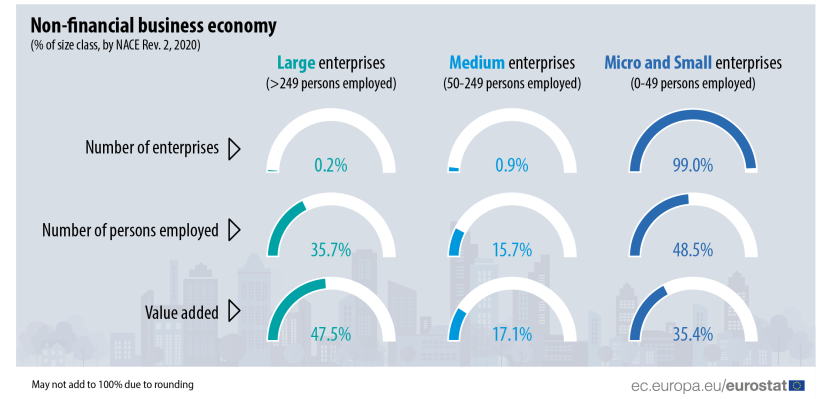 Non-financial business economy
(% of size class, by NACE Rev. 2, 2020)
Large enterprises
(>249 persons employed)
Medium enterprises
(50-249 persons employed)
Micro and Small enterprises
(0-49 persons employed)
Number of enterprises
0.2%
0.9%
99.0%
Number of persons employed
35.7%
15.7%
48.5%
Value added
47.5%
17.1%
35.4%
May not add to 100% due to rounding
ec.europa.eu/eurostat